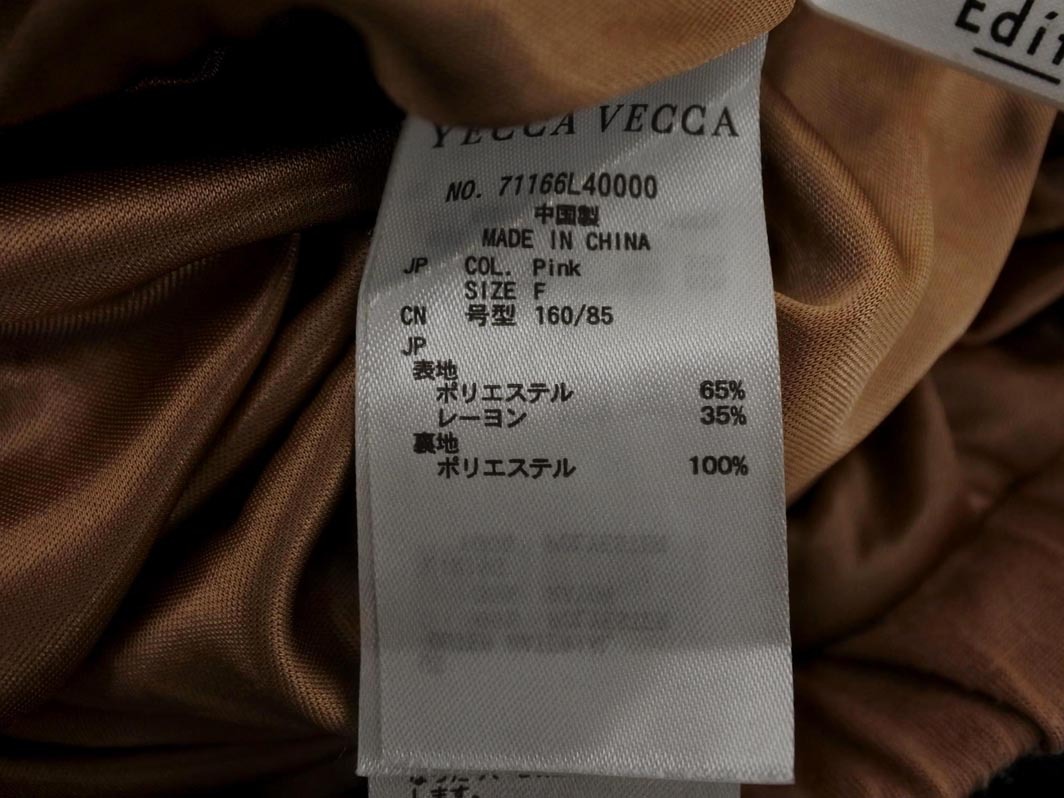 Edi
YECCA VECCA
NO. 71166L40000
中国製
MADE IN CHINA
JP COL. Pink
SIZE F
CN 号型 160/85
JP
表地
ポリエステル 65%
レーヨン 35%
裏地
ポリエステル 100%
します。